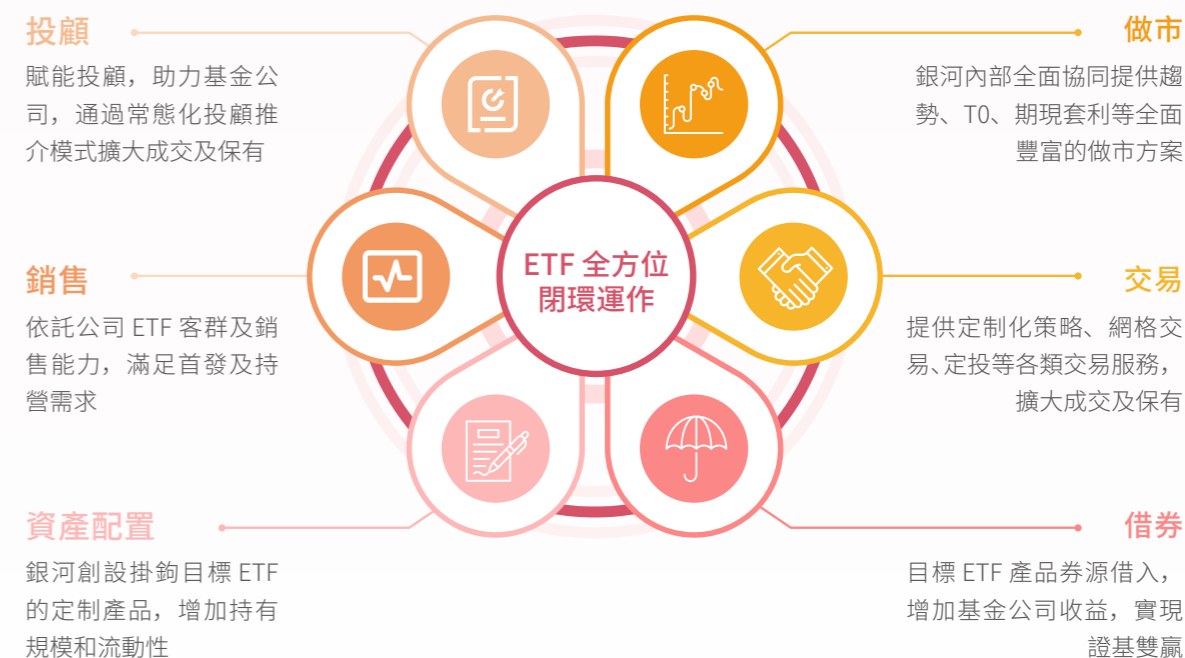 投顧
賦能投顧，助力基金公
司，通過常態化投顧推
介模式擴大成交及保有
銷售
依託公司 ETF 客群及銷
售能力，滿足首發及持
營需求
資產配置
銀河創設掛鉤目標 ETF
的定制產品，增加持有
規模和流動性
ETF 全方位
閉環運作
做市
銀河內部全面協同提供趨
勢、T0、期現套利等全面
豐富的做市方案
交易
提供定制化策略、網格交
易、定投等各類交易服務，
擴大成交及保有
借券
目標 ETF 產品券源借入，
增加基金公司收益，實現
證基雙贏